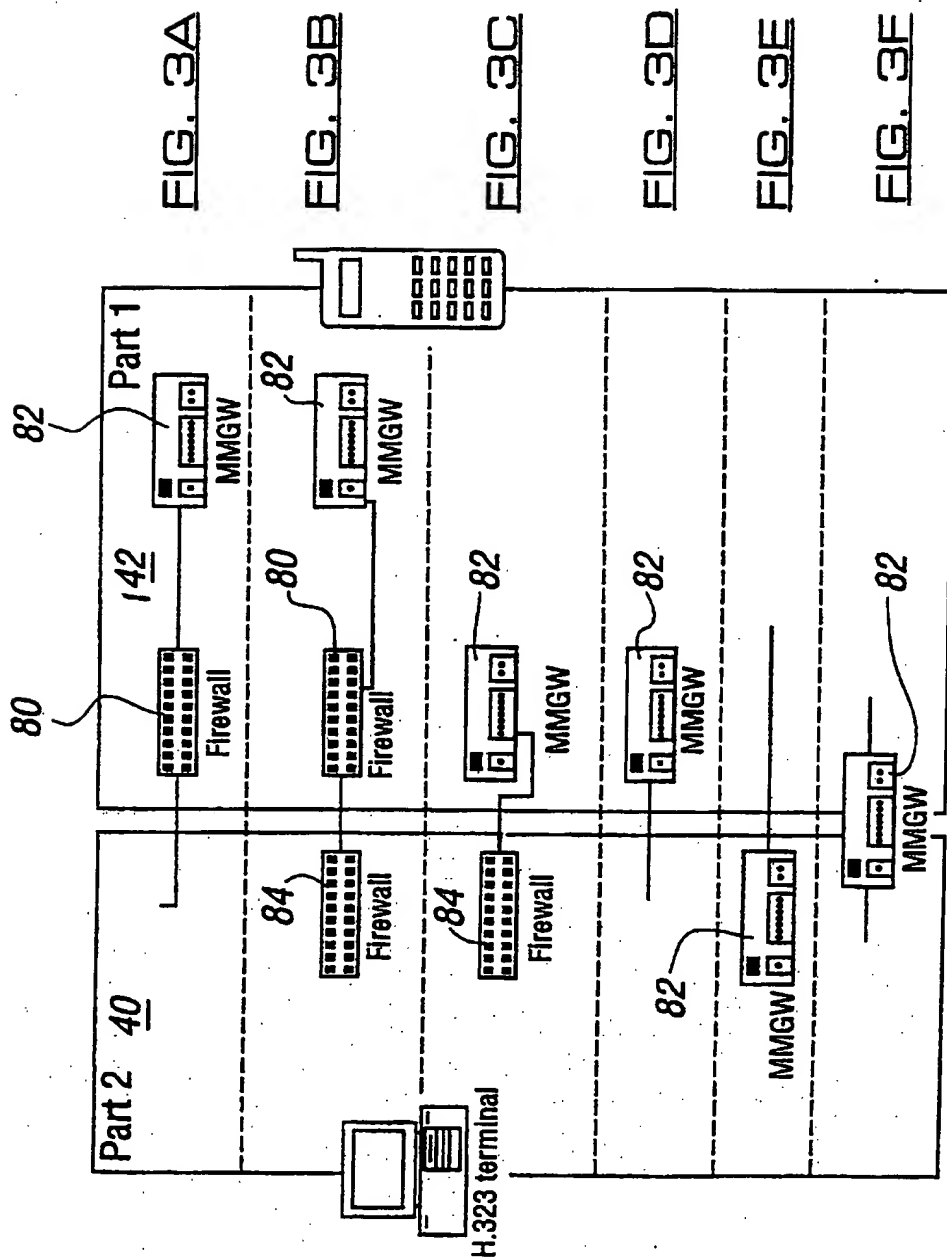 Part 2
40
Part 1
142
80
Firewall
82
MMGW
FIG. 3A
84
Firewall
80
Firewall
82
MMGW
FIG. 3B
H.323 terminal
84
Firewall
82
MMGW
FIG. 3C
82
MMGW
FIG. 3D
82
MMGW
FIG. 3E
82
MMGW
FIG. 3F